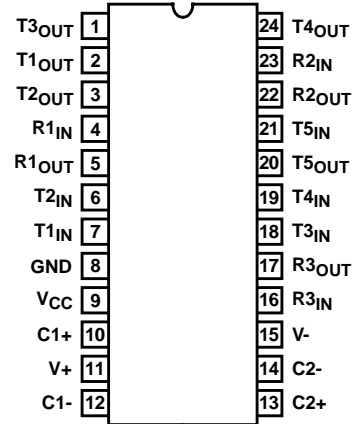 T3OUT 1 24 T4OUT
T1OUT 2 23 R2IN
T2OUT 3 22 R2OUT
R1IN 4 21 T5IN
R1OUT 5 20 T5OUT
T2IN 6 19 T4IN
T1IN 7 18 T3IN
GND 8 17 R3OUT
VCC 9 16 R3IN
C1+ 10 15 V-
V+ 11 14 C2-
C1- 12 13 C2+